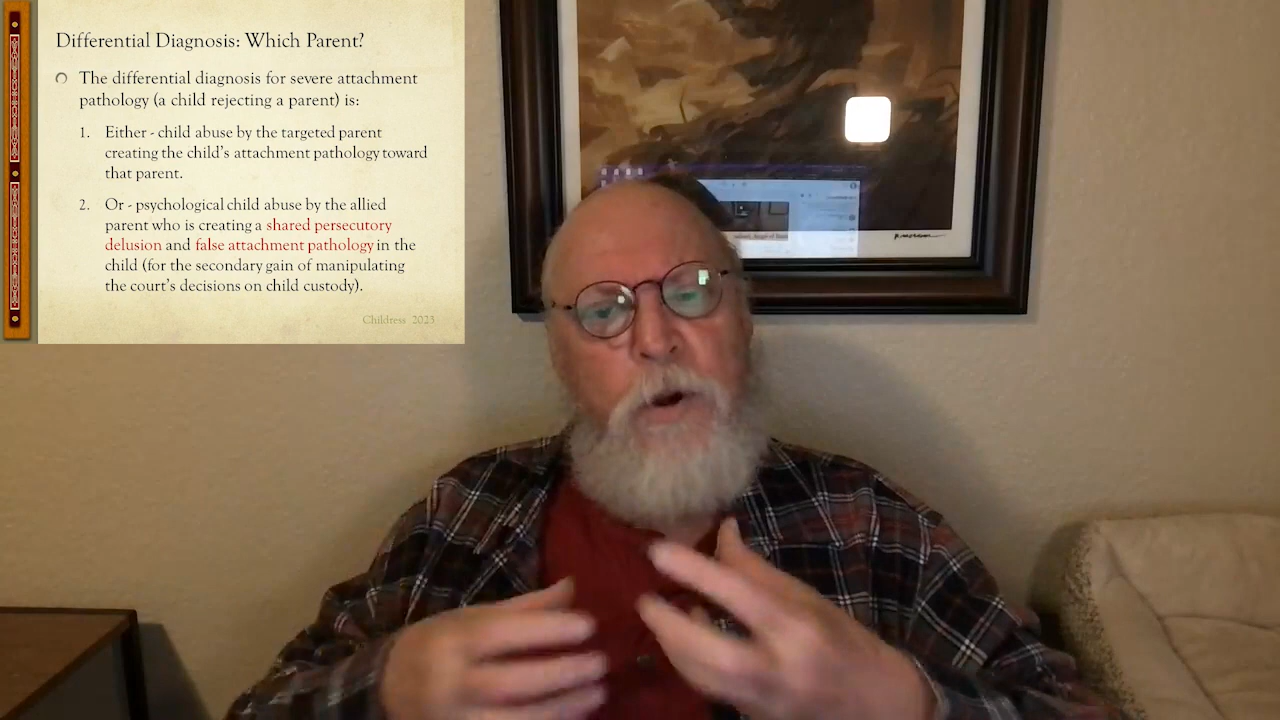 Differential Diagnosis: Which Parent?
The differential diagnosis for severe attachment
pathology (a child rejecting a parent) is:
1. Either - child abuse by the targeted parent
creating the child's attachment pathology toward
that parent.
2. Or - psychological child abuse by the allied
parent who is creating a shared persecutory
delusion and false attachment pathology in the
child (for the secondary gain of manipulating
the court's decisions on child custody).
Childress 2023